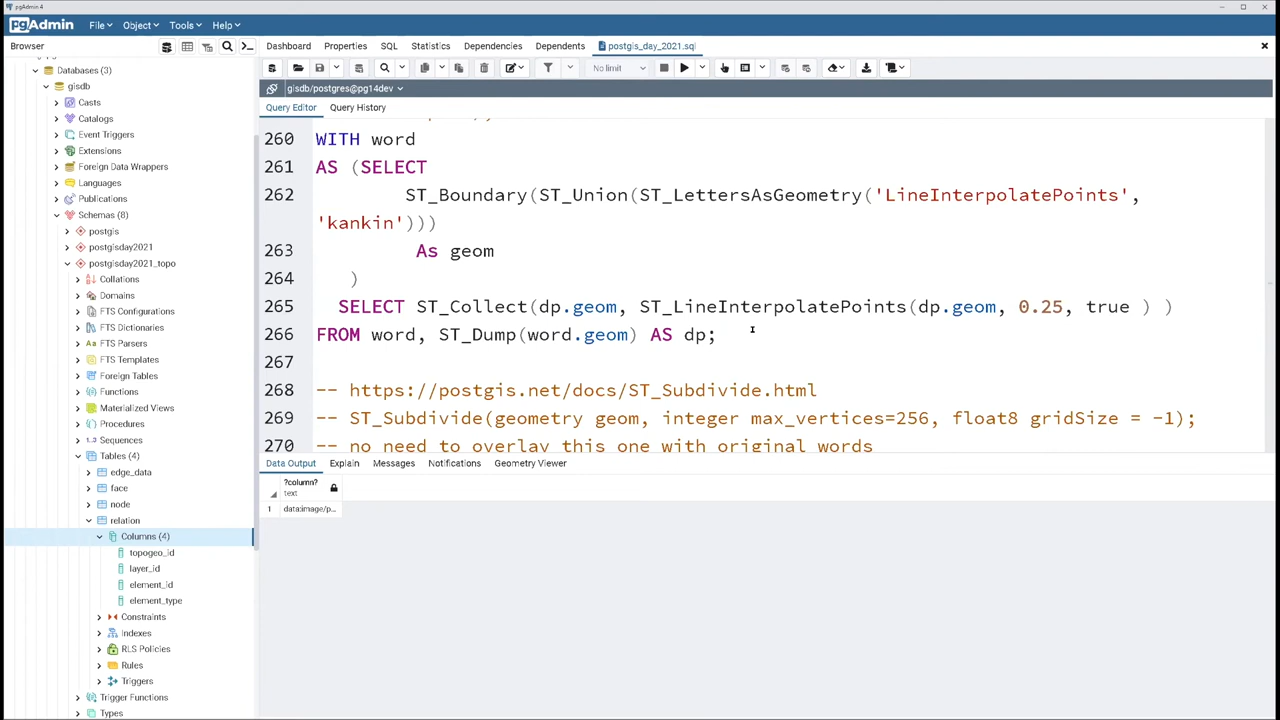 pgAdmin 4
pgAdmin File Object Tools Help
Browser
Dashboard Properties SQL Statistics Dependencies Dependents postgis_day_2021.sql
No limit
gisdb/postgres@pg14dev
Query Editor Query History
Databases (3)
gisdb
Casts
Catalogs
Event Triggers
Extensions
Foreign Data Wrappers
Languages
Publications
Schemas (8)
postgis
postgisday2021
postgisday2021_topo
Collations
Domains
FTS Configurations
FTS Dictionaries
FTS Parsers
FTS Templates
Foreign Tables
Functions
Materialized Views
Procedures
Sequences
Tables (4)
edge_data
face
node
relation
Columns (4)
topogeo_id
layer_id
element_id
element_type
Constraints
Indexes
RLS Policies
Rules
Triggers
Trigger Functions
Types
260 WITH word
261 AS (SELECT
262 ST_Boundary(ST_Union(ST_LettersAsGeometry('LineInterpolatePoints',
'kankin')))
263 As geom
264 )
265 SELECT ST_Collect(dp.geom, ST_LineInterpolatePoints(dp.geom, 0.25, true ) )
266 FROM word, ST_Dump(word.geom) AS dp;
267
268 -- https://postgis.net/docs/ST_Subdivide.html
269 -- ST_Subdivide(geometry geom, integer max_vertices=256, float8 gridSize = -1);
270 -- no need to overlay this one with original words
Data Output Explain Messages Notifications Geometry Viewer
?column?
text
1 data:image/p...